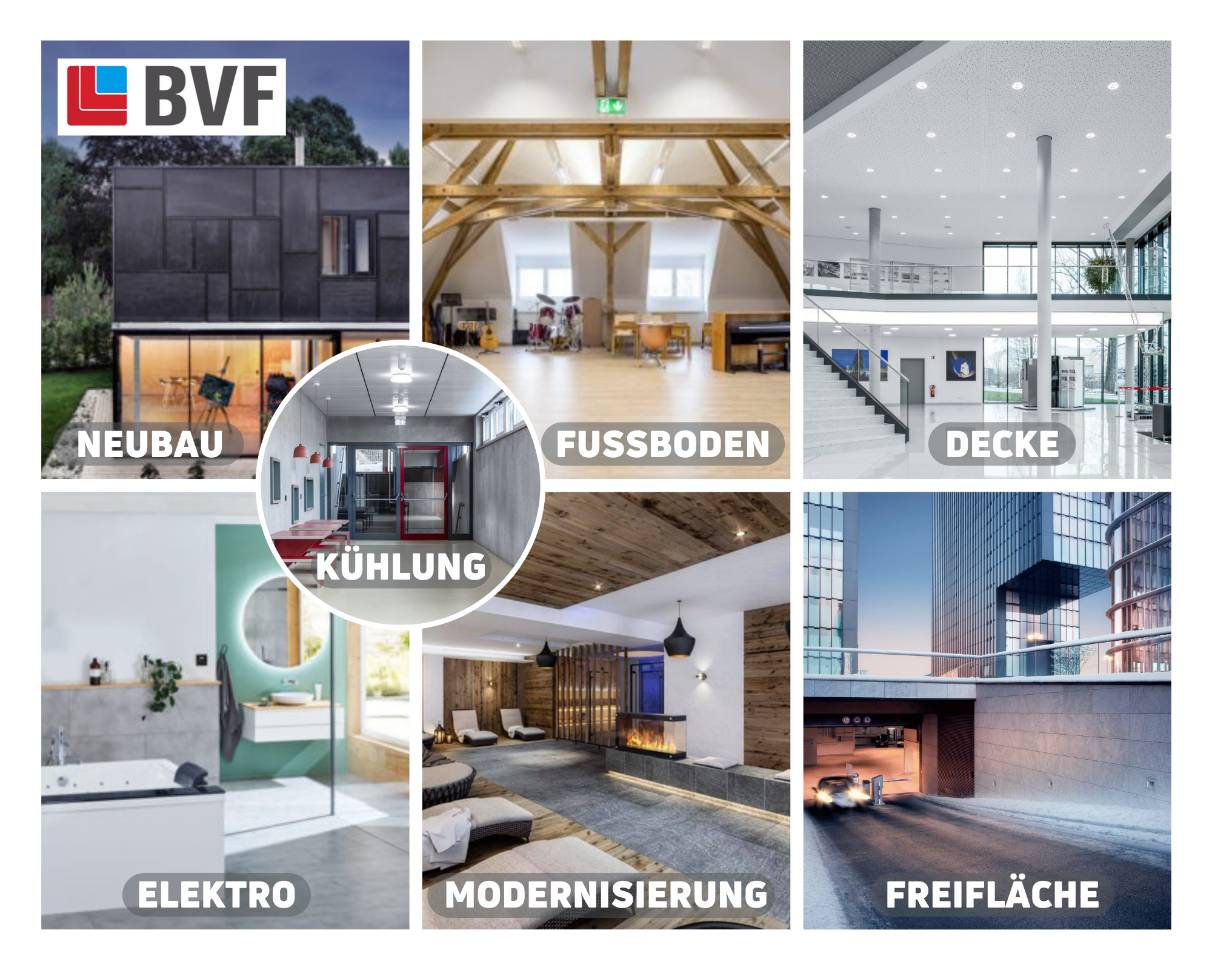 BVF
NEUBAU
FUSSBODEN
DECKE
KÜHLUNG
ELEKTRO
MODERNISIERUNG
FREIFLÄCHE